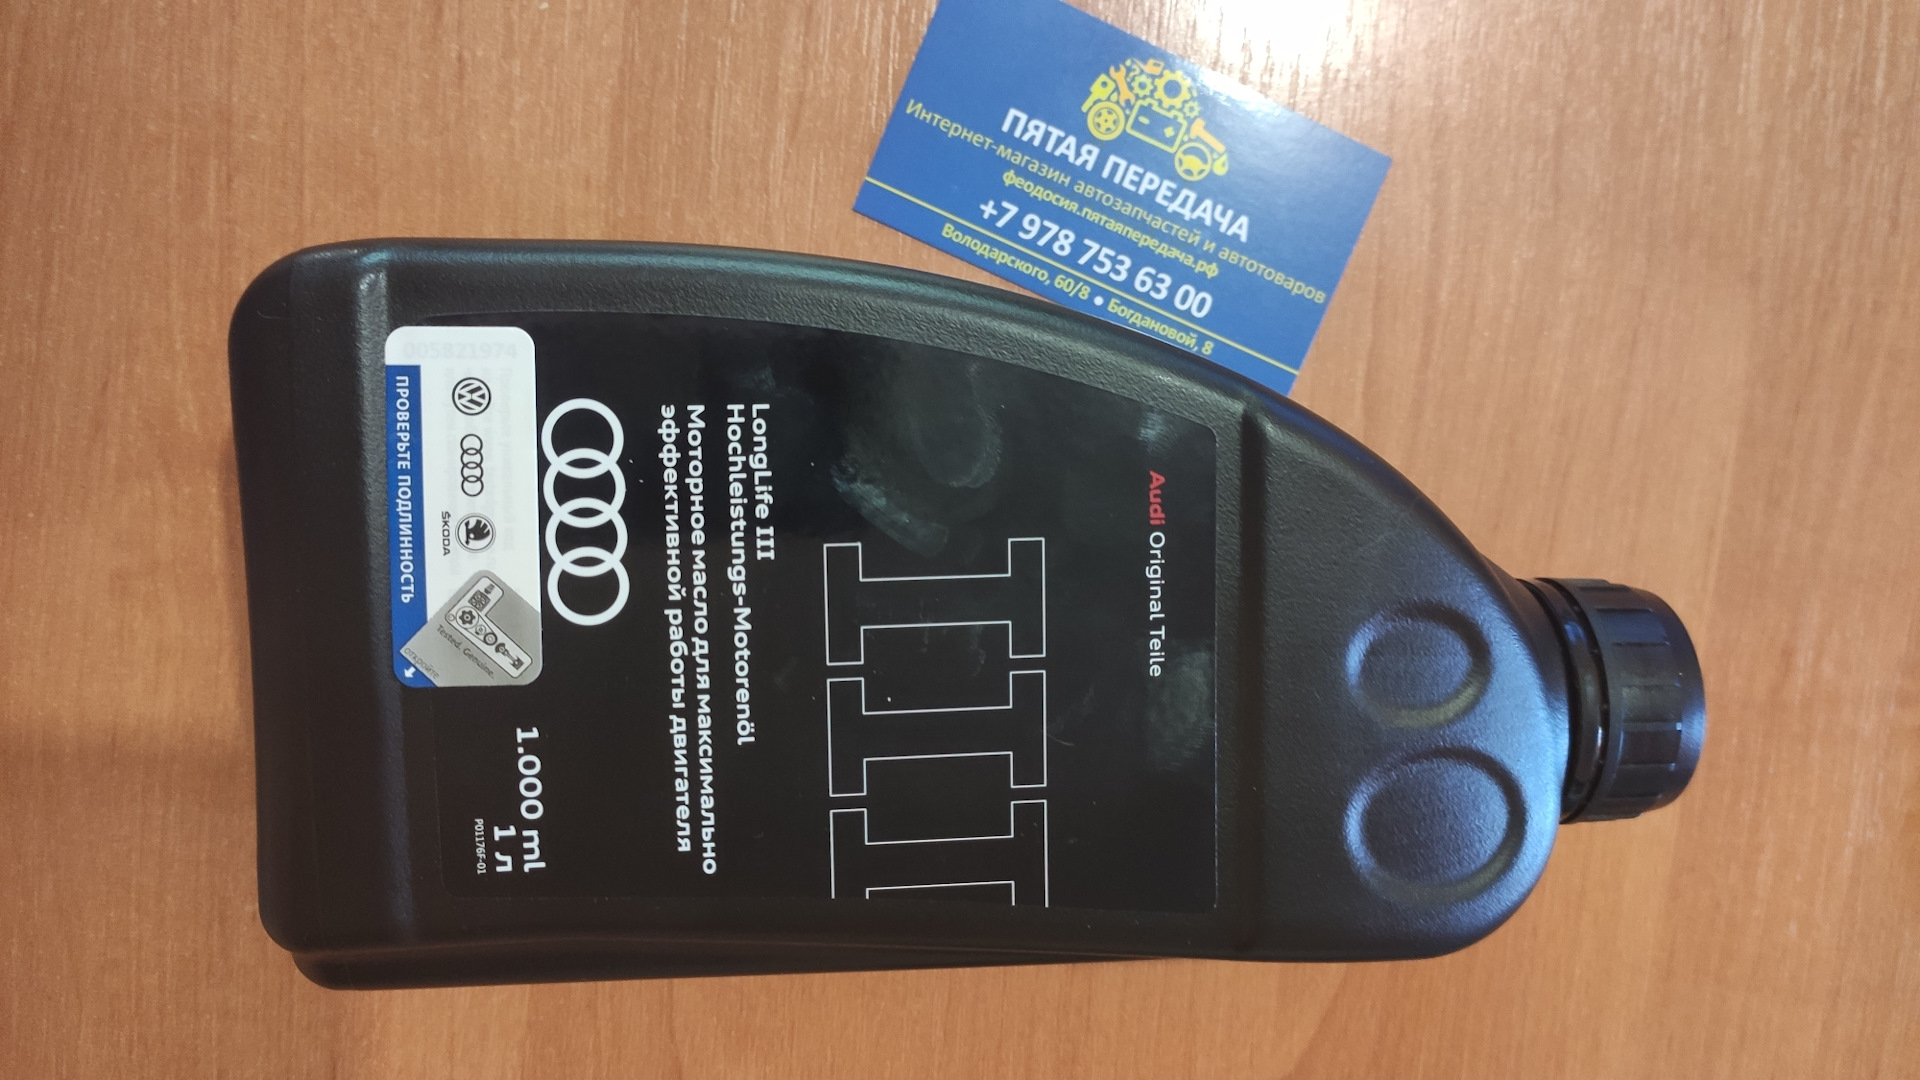 ПЯТАЯ ПЕРЕДАЧА
Интернет-магазин автозапчастей и автотоваров
феодосия.пятаяпередача.рф
+7 978 753 63 00
Володарского, 60/8 • Богдановой, 8
Audi Original Teile
LongLife III
Hochleistungs-Motorenöl
Моторное масло для максимально
эффективной работы двигателя
005821974
ŠKODA
ПРОВЕРЬТЕ ПОДЛИННОСТЬ
Tested. Genuine.
откройте
1.000 ml
1 л
P01176F-01